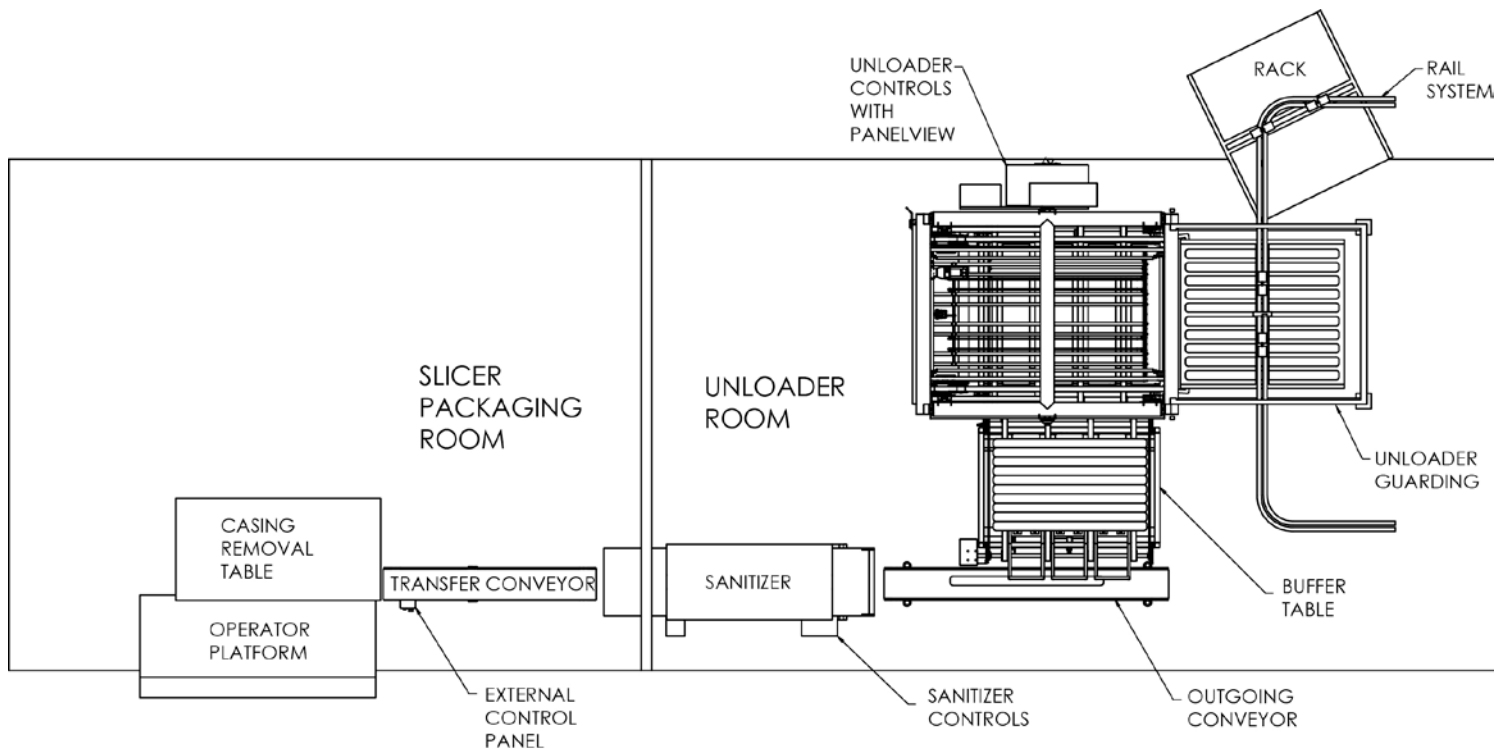 UNLOADER
CONTROLS
WITH
PANELVIEW
RACK
RAIL
SYSTEM
SLICER
PACKAGING
ROOM
UNLOADER
ROOM
UNLOADER
GUARDING
CASING
REMOVAL
TABLE
TRANSFER CONVEYOR
SANITIZER
BUFFER
TABLE
OPERATOR
PLATFORM
EXTERNAL
CONTROL
PANEL
SANITIZER
CONTROLS
OUTGOING
CONVEYOR